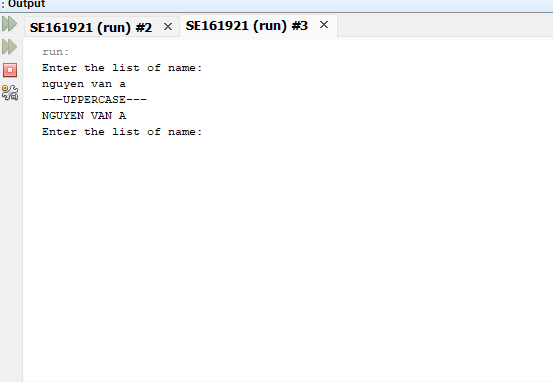 : Output
SE161921 (run) #2 × SE161921 (run) #3 ×
run:
Enter the list of name:
nguyen van a
---UPPERCASE---
NGUYEN VAN A
Enter the list of name: